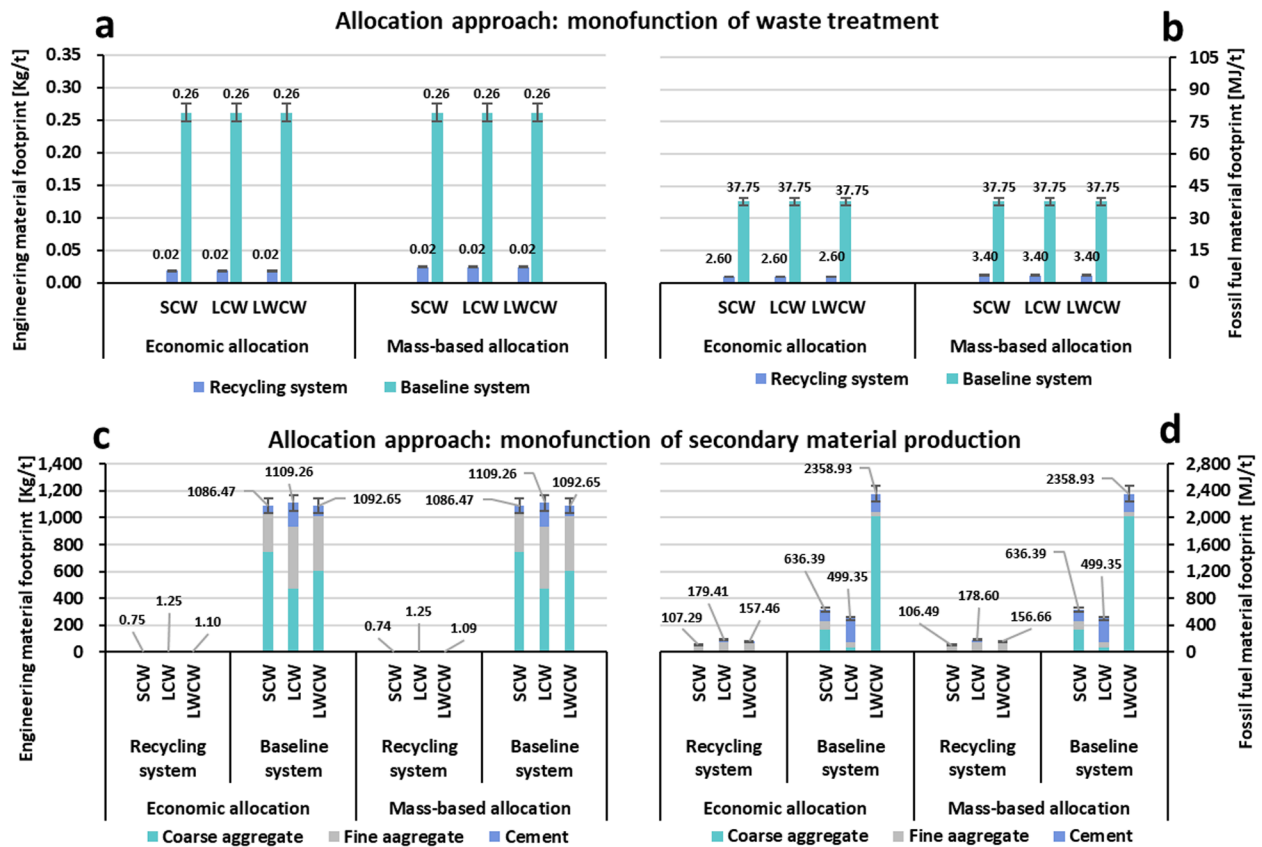 a
Allocation approach: monofunction of waste treatment
b
Engineering material footprint [Kg/t]
0.35
0.30
0.25
0.20
0.15
0.10
0.05
0.00
0.26 0.26 0.26 0.26 0.26 0.26
0.02 0.02 0.02 0.02 0.02 0.02
SCW LCW LWCW SCW LCW LWCW
Economic allocation Mass-based allocation
Recycling system Baseline system
Fossil fuel material footprint [MJ/t]
105
90
75
60
45
30
15
0
37.75 37.75 37.75 37.75 37.75 37.75
2.60 2.60 2.60 3.40 3.40 3.40
SCW LCW LWCW SCW LCW LWCW
Economic allocation Mass-based allocation
Recycling system Baseline system
c
Allocation approach: monofunction of secondary material production
d
Engineering material footprint [Kg/t]
1,400
1,200
1,000
800
600
400
200
0
1086.47 1109.26 1092.65 1086.47 1109.26 1092.65
0.75 1.25 1.10 0.74 1.25 1.09
SCW LCW LWCW SCW LCW LWCW SCW LCW LWCW SCW LCW LWCW
Recycling system Baseline system Recycling system Baseline system
Economic allocation Mass-based allocation
Coarse aggregate Fine aagregate Cement
Fossil fuel material footprint [MJ/t]
2,800
2,400
2,000
1,600
1,200
800
400
0
107.29 179.41 157.46 636.39 499.35 2358.93 106.49 178.60 156.66 636.39 499.35 2358.93
SCW LCW LWCW SCW LCW LWCW SCW LCW LWCW SCW LCW LWCW
Recycling system Baseline system Recycling system Baseline system
Economic allocation Mass-based allocation
Coarse aggregate Fine aagregate Cement